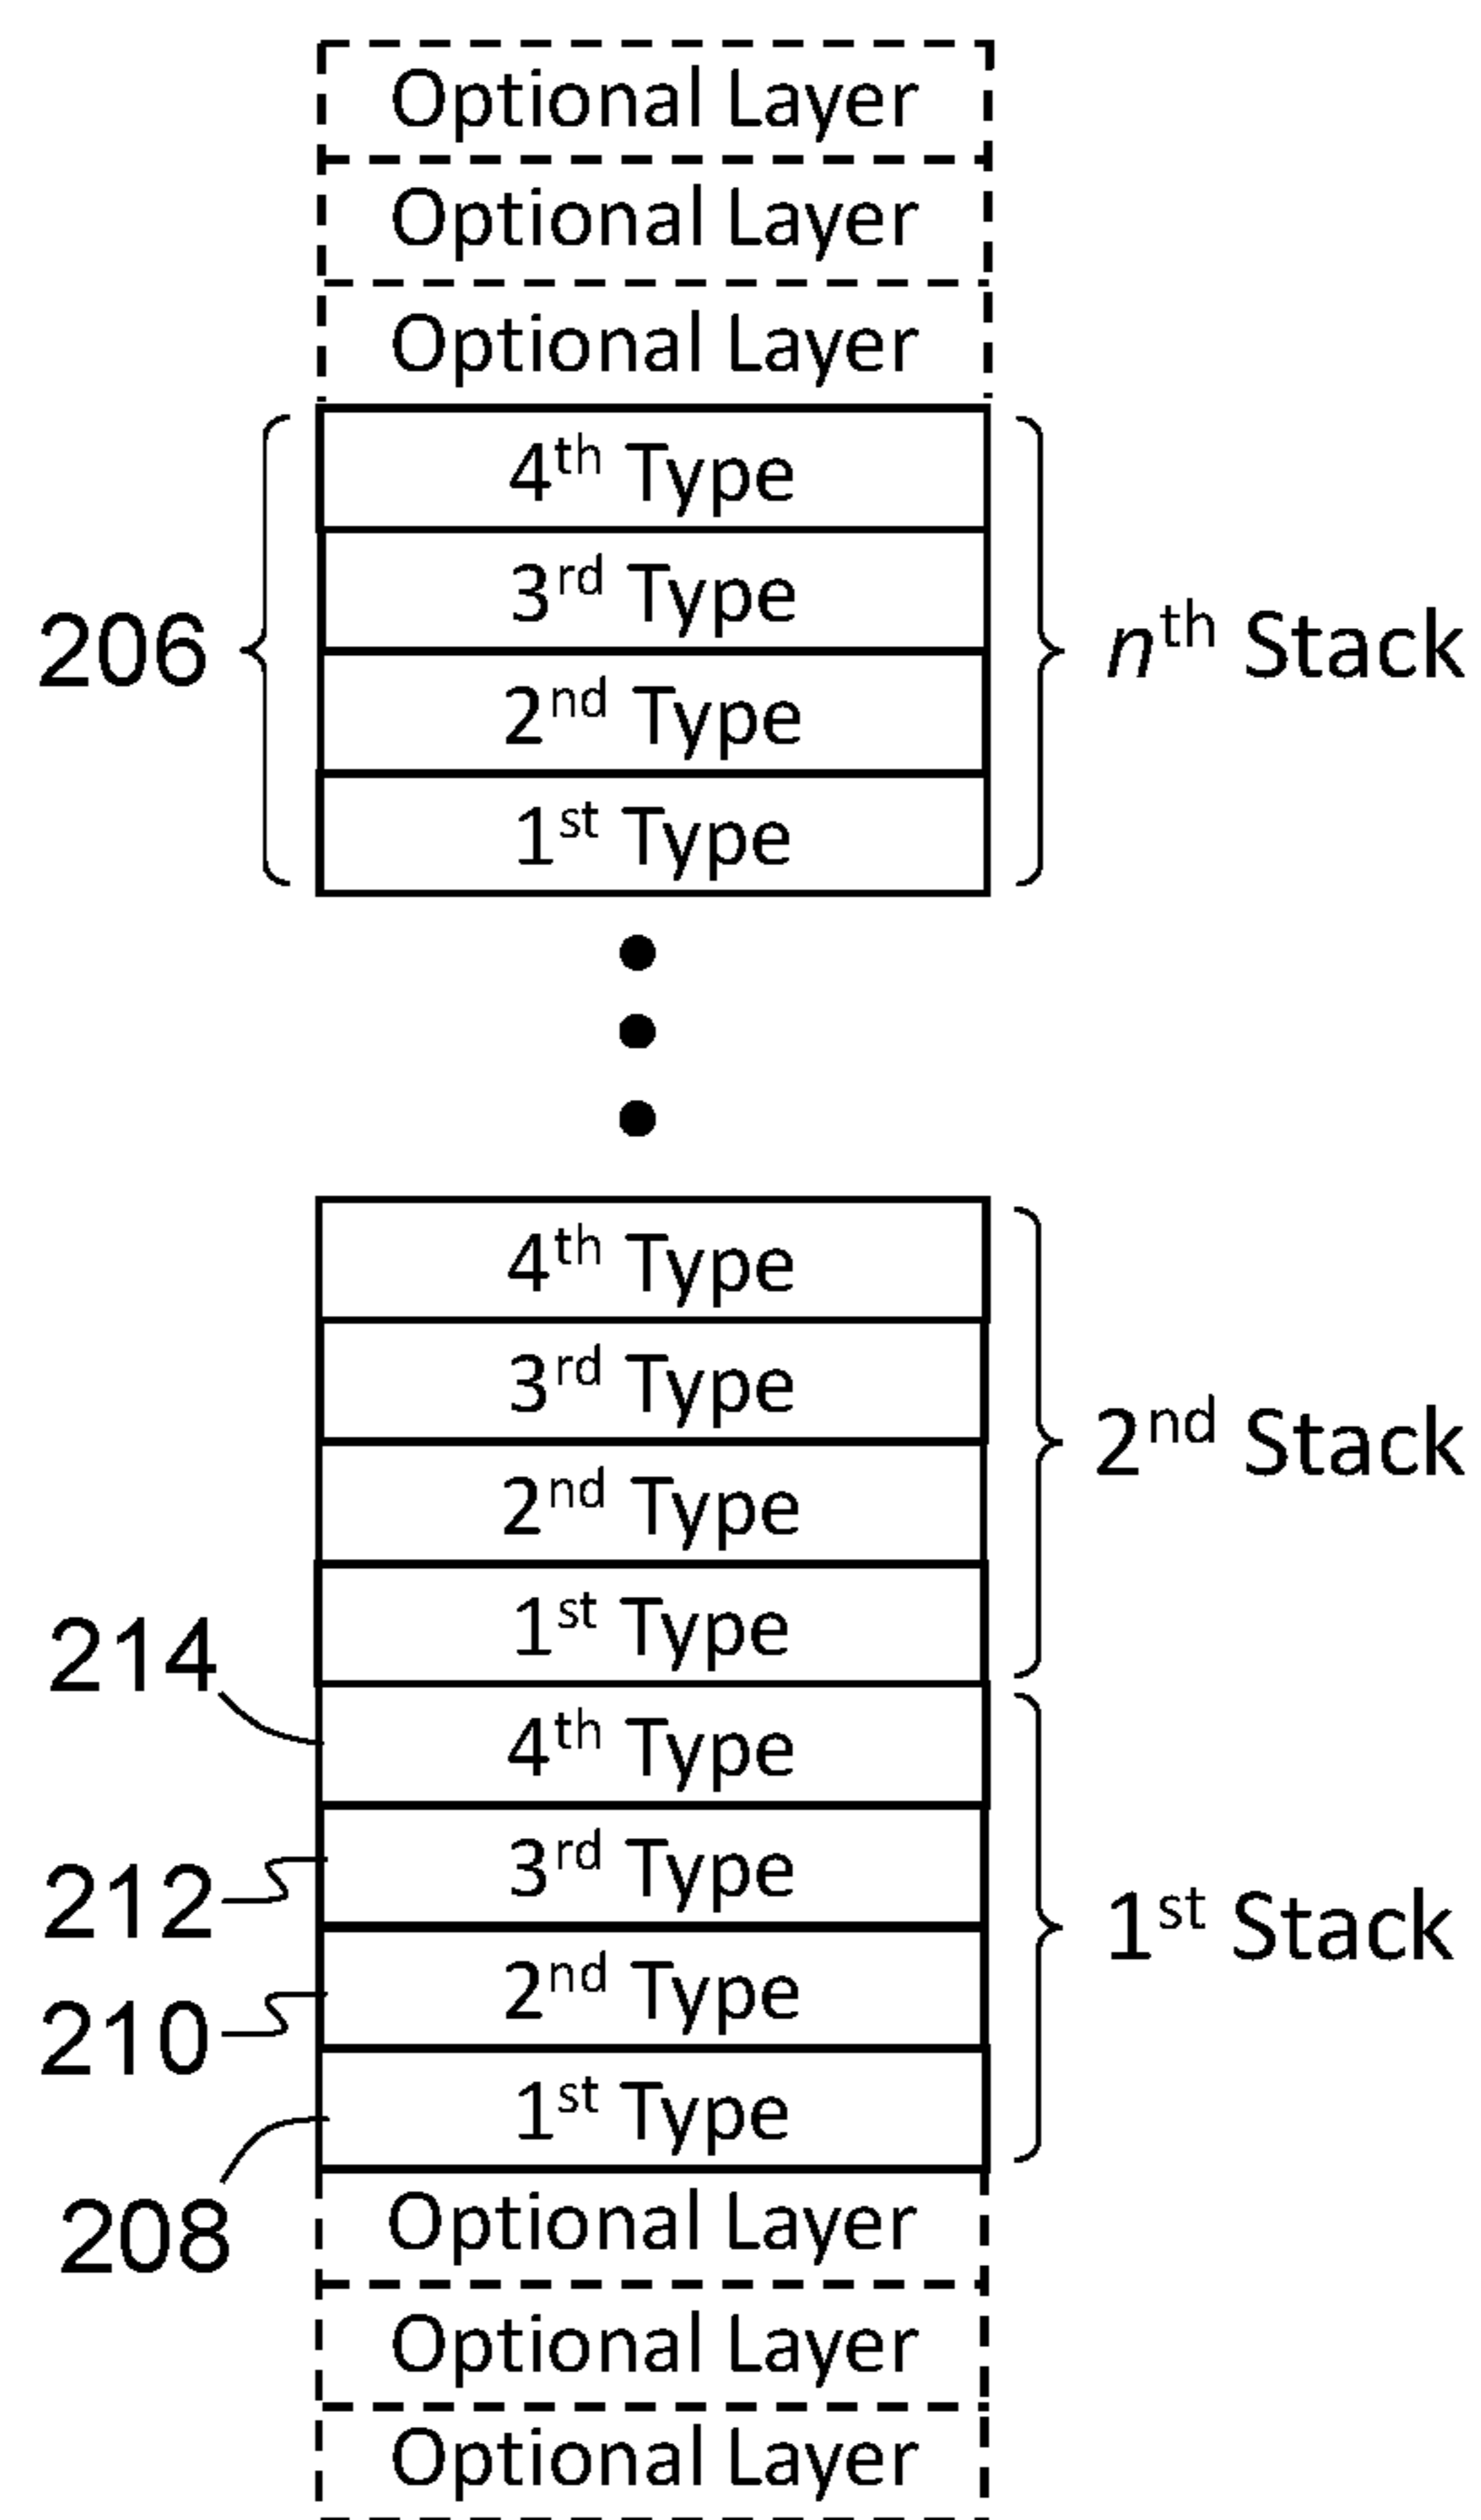 Optional Layer
Optional Layer
Optional Layer
4th Type
3rd Type
206
nth Stack
2nd Type
1st Type
4th Type
3rd Type
2nd Stack
2nd Type
1st Type
214
4th Type
3rd Type
212
1st Stack
2nd Type
210
1st Type
208
Optional Layer
Optional Layer
Optional Layer